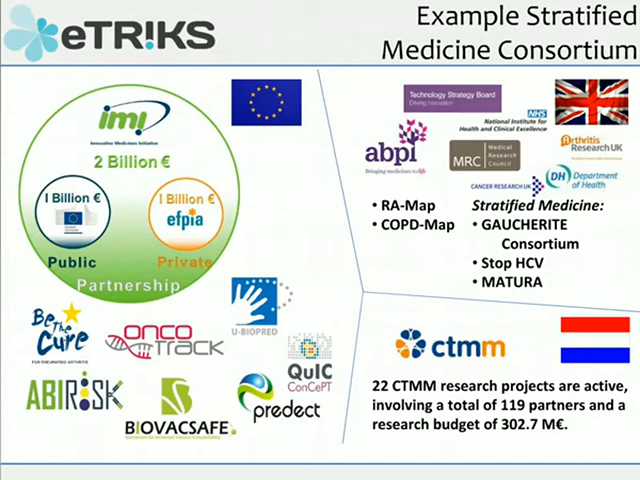 eTRIKS
Example Stratified
Medicine Consortium
imi
Innovative Medicines Initiative
2 Billion €
1 Billion €
1 Billion €
efpia
Public
Private
Partnership
Be
The
Cure
FOR RHEUMATOID ARTHRITIS
ONCO
TRACK
U-BIOPRED
QuIC
ConCePT
ABIRISK
BIOVACSAFE
predect
Technology Strategy Board
Driving Innovation
NHS
National Institute for
Health and Clinical Excellence
abpi
Bringing medicines to life
MRC
Medical
Research
Council
Arthritis
Research UK
CANCER RESEARCH UK
DH
Department
of Health
• RA-Map
• COPD-Map
Stratified Medicine:
• GAUCHERITE
Consortium
• Stop HCV
• MATURA
ctmm
22 CTMM research projects are active,
involving a total of 119 partners and a
research budget of 302.7 M€.